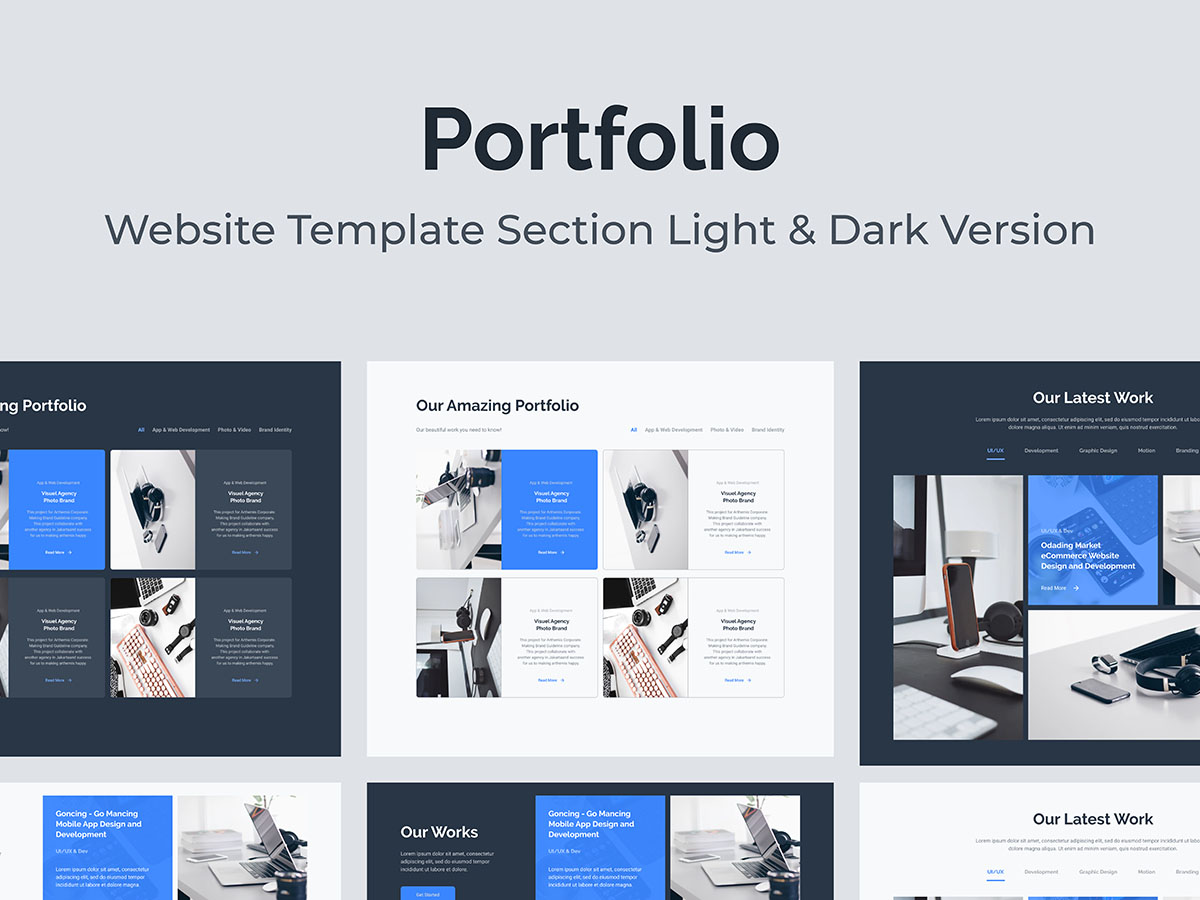 Portfolio
Website Template Section Light & Dark Version
ng Portfolio
ow!
All App & Web Development Photo & Video Brand Identity
App & Web Development
Visuel Agency
Photo Brand
This project for Arthemis Corporate.
Making Brand Guideline company.
This project collaborate with
another agency in Jakartaand success
for us to making arthemis happy.
Read More
App & Web Development
Visuel Agency
Photo Brand
This project for Arthemis Corporate.
Making Brand Guideline company.
This project collaborate with
another agency in Jakartaand success
for us to making arthemis happy.
Read More
App & Web Development
Visuel Agency
Photo Brand
This project for Arthemis Corporate.
Making Brand Guideline company.
This project collaborate with
another agency in Jakartaand success
for us to making arthemis happy.
Read More
App & Web Development
Visuel Agency
Photo Brand
This project for Arthemis Corporate.
Making Brand Guideline company.
This project collaborate with
another agency in Jakartaand success
for us to making arthemis happy.
Read More
Our Amazing Portfolio
Our beautiful work you need to know!
All App & Web Development Photo & Video Brand Identity
App & Web Development
Visuel Agency
Photo Brand
This project for Arthemis Corporate.
Making Brand Guideline company.
This project collaborate with
another agency in Jakartaand success
for us to making arthemis happy.
Read More
App & Web Development
Visuel Agency
Photo Brand
This project for Arthemis Corporate.
Making Brand Guideline company.
This project collaborate with
another agency in Jakartaand success
for us to making arthemis happy.
Read More
App & Web Development
Visuel Agency
Photo Brand
This project for Arthemis Corporate.
Making Brand Guideline company.
This project collaborate with
another agency in Jakartaand success
for us to making arthemis happy.
Read More
App & Web Development
Visuel Agency
Photo Brand
This project for Arthemis Corporate.
Making Brand Guideline company.
This project collaborate with
another agency in Jakartaand success
for us to making arthemis happy.
Read More
Our Latest Work
Lorem ipsum dolor sit amet, consectetur adipiscing elit, sed do eiusmod tempor incididunt ut labo
dolore magna aliqua. Ut enim ad minim veniam, quis nostrud exercitation.
UI/UX Development Graphic Design Motion Branding
UI/UX & Dev
Odading Market
eCommerce Website
Design and Development
Read More
Goncing - Go Mancing
Mobile App Design and
Development
UI/UX & Dev
Lorem ipsum dolor sit amet,
consectetur adipiscing elit,
sed do eiusmod tempor
incididunt ut labore et dolore magna
Our Works
Lorem ipsum dolor sit amet, consectetur
adipiscing elit, sed do eiusmod tempor
incididunt ut labore et dolore.
Get Started
Goncing - Go Mancing
Mobile App Design and
Development
UI/UX & Dev
Lorem ipsum dolor sit amet,
consectetur adipiscing elit,
sed do eiusmod tempor
incididunt ut labore et dolore magna
Our Latest Work
Lorem ipsum dolor sit amet, consectetur adipiscing elit, sed do eiusmod tempor incididunt ut labo
dolore magna aliqua. Ut enim ad minim veniam, quis nostrud exercitation.
UI/UX Development Graphic Design Motion Branding